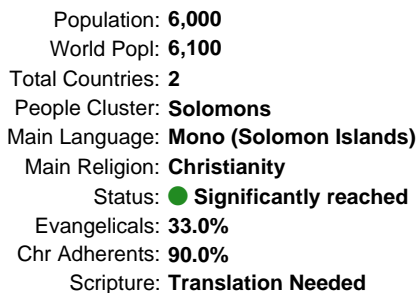 Population: 6,000
World Popl: 6,100
Total Countries: 2
People Cluster: Solomons
Main Language: Mono (Solomon Islands)
Main Religion: Christianity
Status: Significantly reached
Evangelicals: 33.0%
Chr Adherents: 90.0%
Scripture: Translation Needed